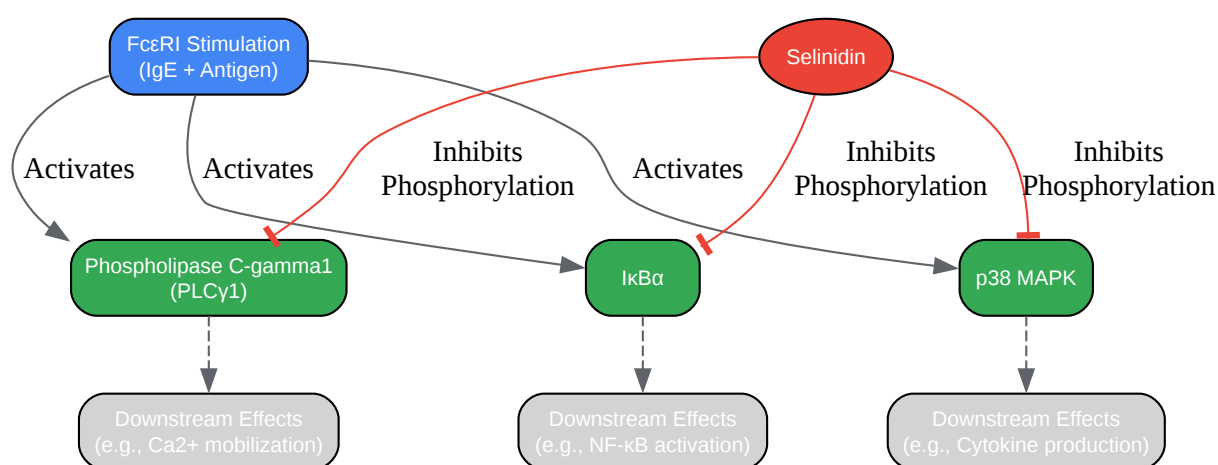 FcεRI Stimulation
(IgE + Antigen)
Selinidin
Activates
Activates
Inhibits
Phosphorylation
Activates
Inhibits
Phosphorylation
Inhibits
Phosphorylation
Phospholipase C-gamma1
(PLCγ1)
IκBα
p38 MAPK
Downstream Effects
(e.g., Ca2+ mobilization)
Downstream Effects
(e.g., NF-κB activation)
Downstream Effects
(e.g., Cytokine production)